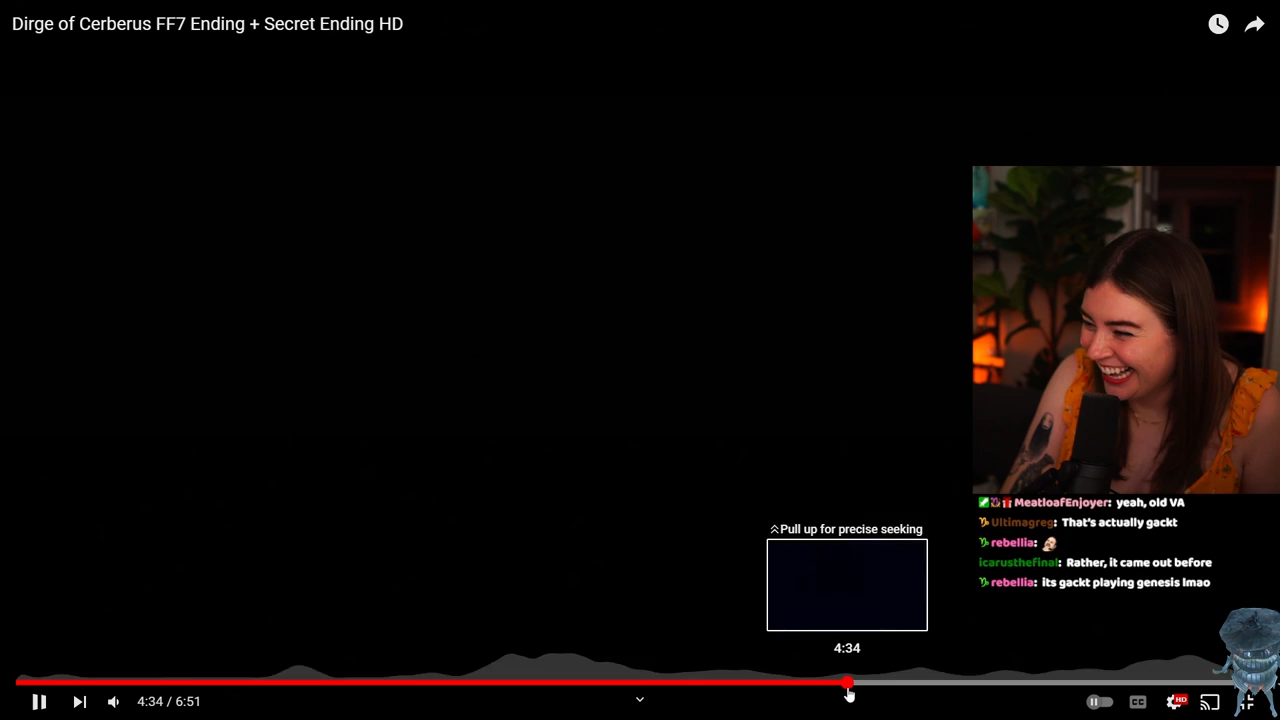 Dirge of Cerberus FF7 Ending + Secret Ending HD
MeatloafEnjoyer: yeah, old VA
Ultimagreg: That's actually gackt
rebellia:
icarusthefinal: Rather, it came out before
rebellia: its gackt playing genesis lmao
Pull up for precise seeking
4:34
4:34 / 6:51
CC
HD